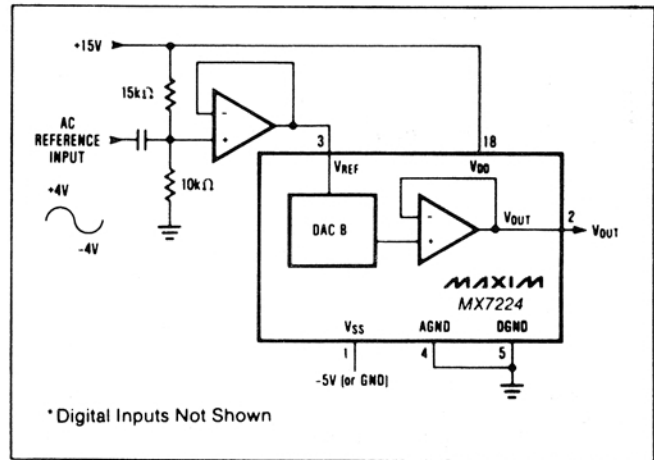 +15V
15kΩ
AC
REFERENCE
INPUT
+4V
-4V
10kΩ
-
+
3
18
VREF
VDD
DAC B
-
+
VOUT
2
VOUT
MAXIM
MX7224
VSS
AGND
DGND
1
4
5
-5V (or GND)
*Digital Inputs Not Shown